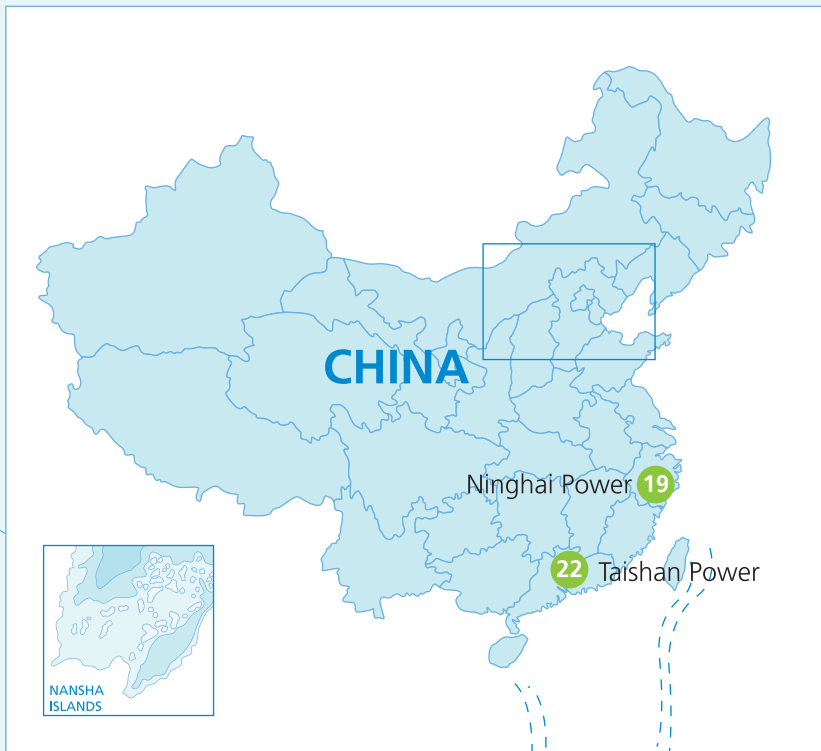 CHINA
Ninghai Power 19
22 Taishan Power
NANSHA
ISLANDS